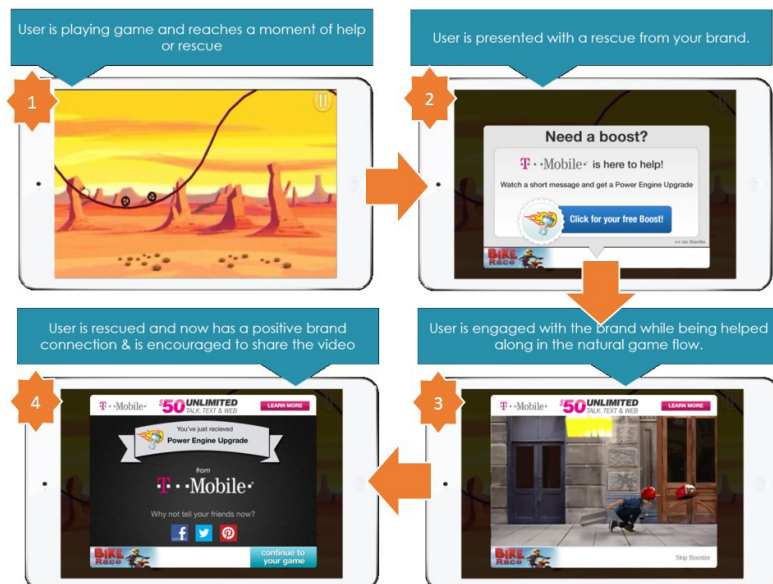 User is playing game and reaches a moment of help
or rescue
1
User is presented with a rescue from your brand.
2
Need a boost?
T··Mobile· is here to help!
Watch a short message and get a Power Engine Upgrade
Click for your free Boost!
<< no thanks
BIKE
Race
User is engaged with the brand while being helped
along in the natural game flow.
3
T··Mobile· $50 UNLIMITED
TALK, TEXT & WEB
LEARN MORE
BIKE
Race
Skip Booster
User is rescued and now has a positive brand
connection & is encouraged to share the video
4
T··Mobile· $50 UNLIMITED
TALK, TEXT & WEB
LEARN MORE
You've just recieved
Power Engine Upgrade
from
T··Mobile·
Why not tell your friends now?
BIKE
Race
continue to
your game